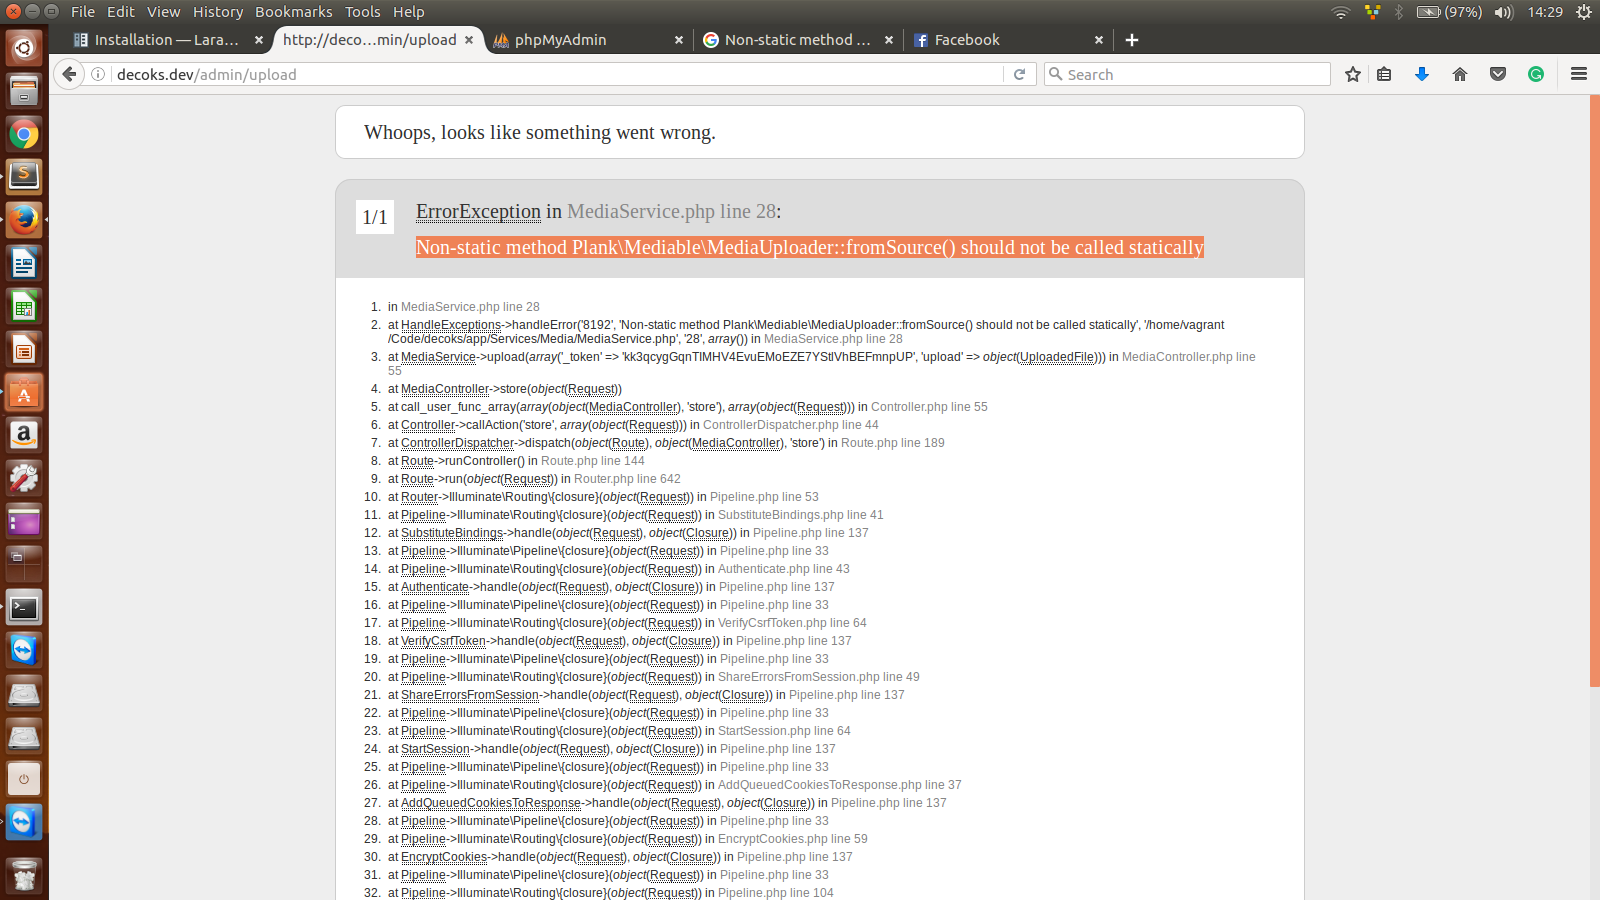 File Edit View History Bookmarks Tools Help (97%) 14:29
Installation — Lara... × http://deco...min/upload × phpMyAdmin × Non-static method ... × Facebook × +
decoks.dev/admin/upload Search
Whoops, looks like something went wrong.
1/1 ErrorException in MediaService.php line 28:
Non-static method Plank\Mediable\MediaUploader::fromSource() should not be called statically
1. in MediaService.php line 28
2. at HandleExceptions->handleError('8192', 'Non-static method Plank\Mediable\MediaUploader::fromSource() should not be called statically', '/home/vagrant
/Code/decoks/app/Services/Media/MediaService.php', '28', array()) in MediaService.php line 28
3. at MediaService->upload(array('_token' => 'kk3qcygGqnTlMHV4EvuEMoEZE7YStlVhBEFmnpUP', 'upload' => object(UploadedFile))) in MediaController.php line
55
4. at MediaController->store(object(Request))
5. at call_user_func_array(array(object(MediaController), 'store'), array(object(Request))) in Controller.php line 55
6. at Controller->callAction('store', array(object(Request))) in ControllerDispatcher.php line 44
7. at ControllerDispatcher->dispatch(object(Route), object(MediaController), 'store') in Route.php line 189
8. at Route->runController() in Route.php line 144
9. at Route->run(object(Request)) in Router.php line 642
10. at Router->Illuminate\Routing\{closure}(object(Request)) in Pipeline.php line 53
11. at Pipeline->Illuminate\Routing\{closure}(object(Request)) in SubstituteBindings.php line 41
12. at SubstituteBindings->handle(object(Request), object(Closure)) in Pipeline.php line 137
13. at Pipeline->Illuminate\Pipeline\{closure}(object(Request)) in Pipeline.php line 33
14. at Pipeline->Illuminate\Routing\{closure}(object(Request)) in Authenticate.php line 43
15. at Authenticate->handle(object(Request), object(Closure)) in Pipeline.php line 137
16. at Pipeline->Illuminate\Pipeline\{closure}(object(Request)) in Pipeline.php line 33
17. at Pipeline->Illuminate\Routing\{closure}(object(Request)) in VerifyCsrfToken.php line 64
18. at VerifyCsrfToken->handle(object(Request), object(Closure)) in Pipeline.php line 137
19. at Pipeline->Illuminate\Pipeline\{closure}(object(Request)) in Pipeline.php line 33
20. at Pipeline->Illuminate\Routing\{closure}(object(Request)) in ShareErrorsFromSession.php line 49
21. at ShareErrorsFromSession->handle(object(Request), object(Closure)) in Pipeline.php line 137
22. at Pipeline->Illuminate\Pipeline\{closure}(object(Request)) in Pipeline.php line 33
23. at Pipeline->Illuminate\Routing\{closure}(object(Request)) in StartSession.php line 64
24. at StartSession->handle(object(Request), object(Closure)) in Pipeline.php line 137
25. at Pipeline->Illuminate\Pipeline\{closure}(object(Request)) in Pipeline.php line 33
26. at Pipeline->Illuminate\Routing\{closure}(object(Request)) in AddQueuedCookiesToResponse.php line 37
27. at AddQueuedCookiesToResponse->handle(object(Request), object(Closure)) in Pipeline.php line 137
28. at Pipeline->Illuminate\Pipeline\{closure}(object(Request)) in Pipeline.php line 33
29. at Pipeline->Illuminate\Routing\{closure}(object(Request)) in EncryptCookies.php line 59
30. at EncryptCookies->handle(object(Request), object(Closure)) in Pipeline.php line 137
31. at Pipeline->Illuminate\Pipeline\{closure}(object(Request)) in Pipeline.php line 33
32. at Pipeline->Illuminate\Routing\{closure}(object(Request)) in Pipeline.php line 104